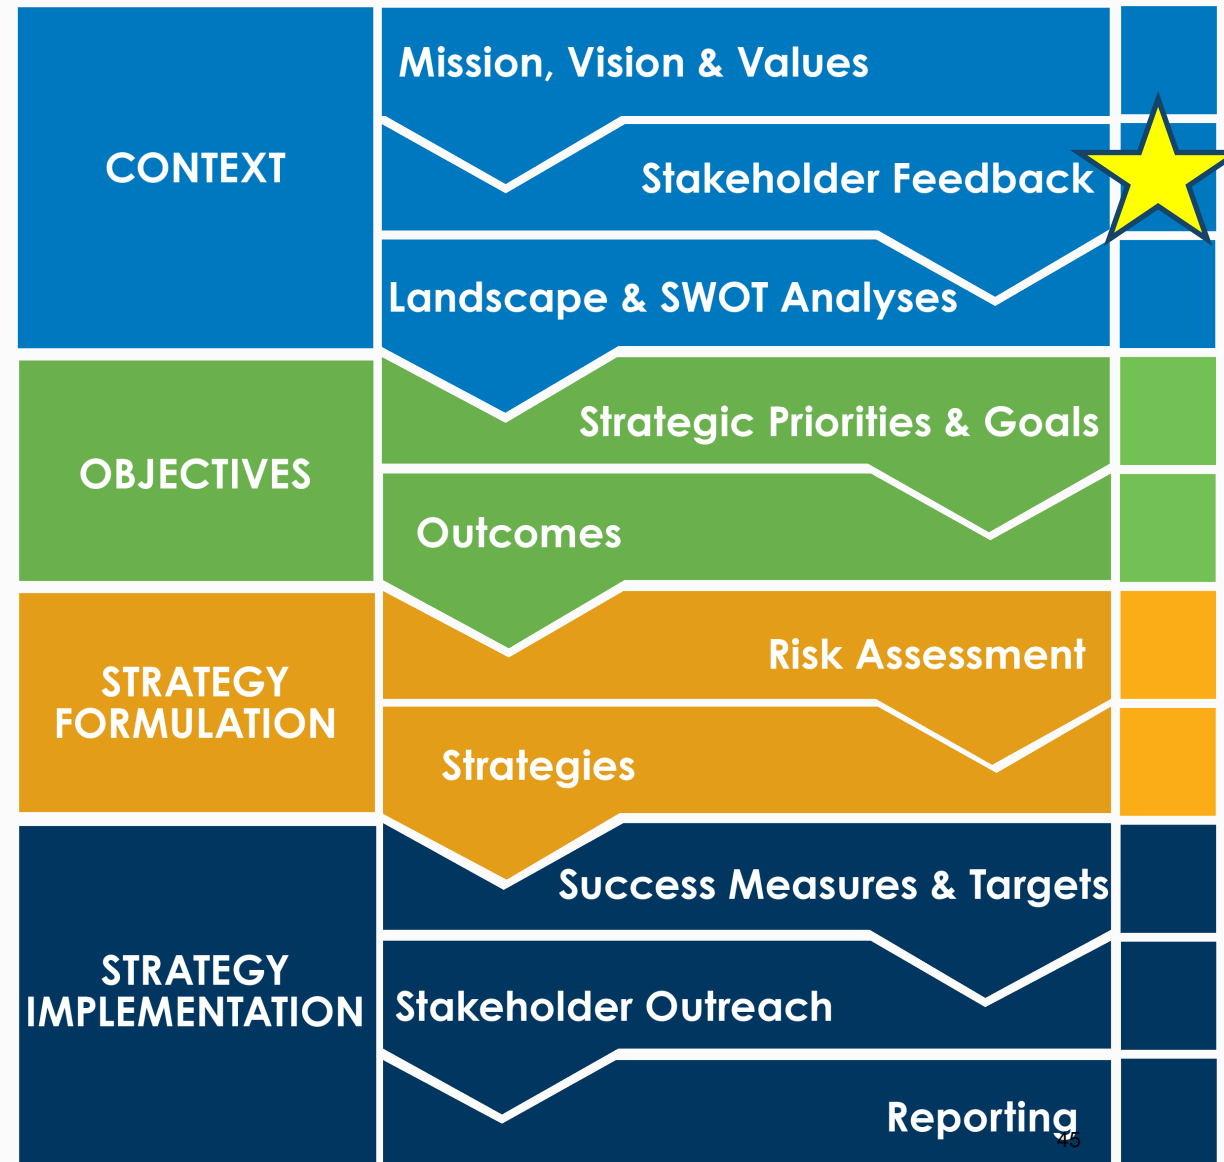 CONTEXT
Mission, Vision & Values
Stakeholder Feedback
Landscape & SWOT Analyses
OBJECTIVES
Strategic Priorities & Goals
Outcomes
STRATEGY
FORMULATION
Risk Assessment
Strategies
STRATEGY
IMPLEMENTATION
Success Measures & Targets
Stakeholder Outreach
Reporting
45